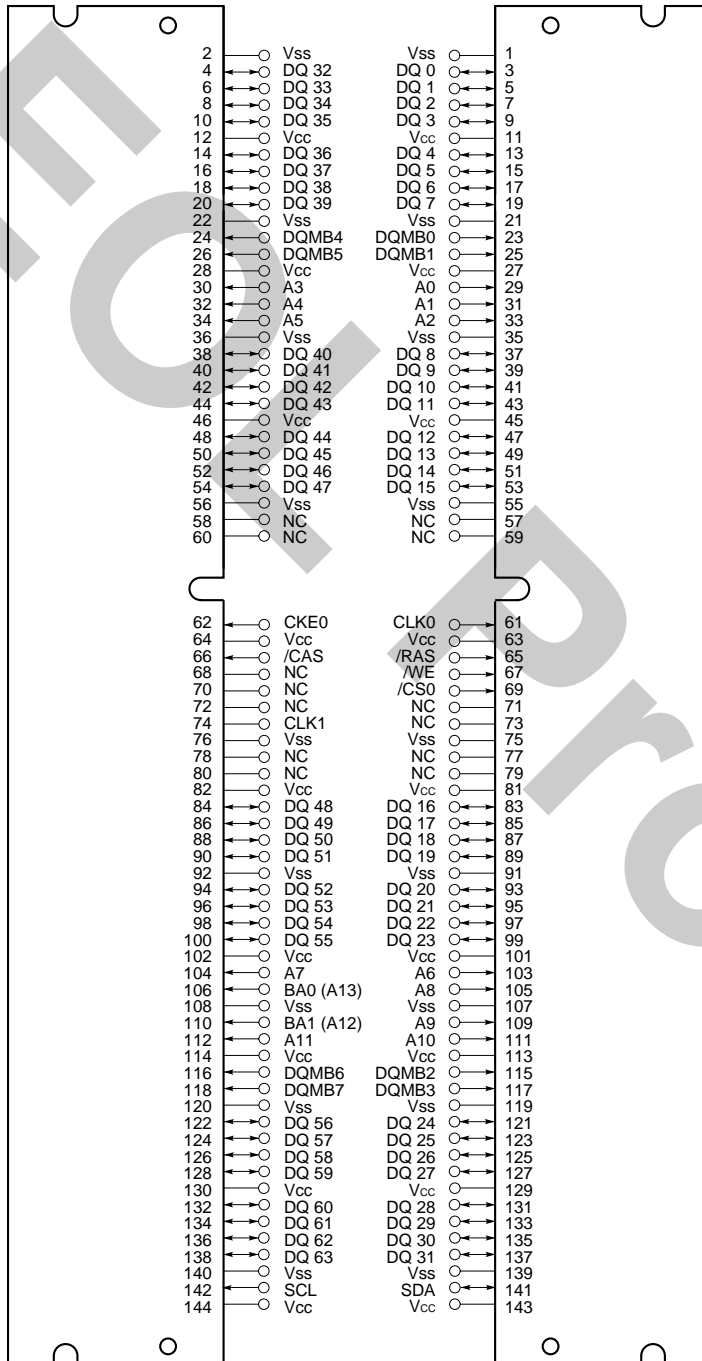 2 Vss Vss 1
4 DQ 32 DQ 0 3
6 DQ 33 DQ 1 5
8 DQ 34 DQ 2 7
10 DQ 35 DQ 3 9
12 Vcc Vcc 11
14 DQ 36 DQ 4 13
16 DQ 37 DQ 5 15
18 DQ 38 DQ 6 17
20 DQ 39 DQ 7 19
22 Vss Vss 21
24 DQMB4 DQMB0 23
26 DQMB5 DQMB1 25
28 Vcc Vcc 27
30 A3 A0 29
32 A4 A1 31
34 A5 A2 33
36 Vss Vss 35
38 DQ 40 DQ 8 37
40 DQ 41 DQ 9 39
42 DQ 42 DQ 10 41
44 DQ 43 DQ 11 43
46 Vcc Vcc 45
48 DQ 44 DQ 12 47
50 DQ 45 DQ 13 49
52 DQ 46 DQ 14 51
54 DQ 47 DQ 15 53
56 Vss Vss 55
58 NC NC 57
60 NC NC 59
62 CKE0 CLK0 61
64 Vcc Vcc 63
66 /CAS /RAS 65
68 NC /WE 67
70 NC /CS0 69
72 NC NC 71
74 CLK1 NC 73
76 Vss Vss 75
78 NC NC 77
80 NC NC 79
82 Vcc Vcc 81
84 DQ 48 DQ 16 83
86 DQ 49 DQ 17 85
88 DQ 50 DQ 18 87
90 DQ 51 DQ 19 89
92 Vss Vss 91
94 DQ 52 DQ 20 93
96 DQ 53 DQ 21 95
98 DQ 54 DQ 22 97
100 DQ 55 DQ 23 99
102 Vcc Vcc 101
104 A7 A6 103
106 BA0 (A13) A8 105
108 Vss Vss 107
110 BA1 (A12) A9 109
112 A11 A10 111
114 Vcc Vcc 113
116 DQMB6 DQMB2 115
118 DQMB7 DQMB3 117
120 Vss Vss 119
122 DQ 56 DQ 24 121
124 DQ 57 DQ 25 123
126 DQ 58 DQ 26 125
128 DQ 59 DQ 27 127
130 Vcc Vcc 129
132 DQ 60 DQ 28 131
134 DQ 61 DQ 29 133
136 DQ 62 DQ 30 135
138 DQ 63 DQ 31 137
140 Vss Vss 139
142 SCL SDA 141
144 Vcc Vcc 143
EOL Pro